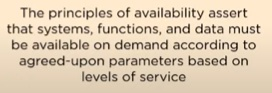 The principles of availability assert
that systems, functions, and data must
be available on demand according to
agreed-upon parameters based on
levels of service